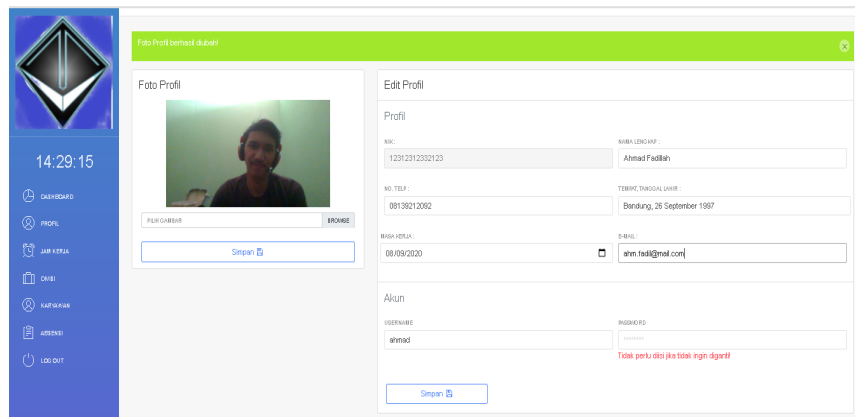 Foto Profil berhasil diubah!
14:29:15
DASHBOARD
PROFIL
JAM KERJA
DIVISI
KARYAWAN
ABSENSI
LOG OUT
Foto Profil
PILIH GAMBAR
BROWSE
Simpan
Edit Profil
Profil
NIK:
NAMA LENGKAP :
12312312332123
Ahmad Fadillah
NO. TELP :
TEMPAT, TANGGAL LAHIR :
08139212092
Bandung, 26 September 1997
MASA KERJA :
E-MAIL :
08/09/2020
ahm.fadil@mail.com
Akun
USERNAME
PASSWORD
ahmad
Tidak perlu diisi jika tidak ingin diganti!
Simpan